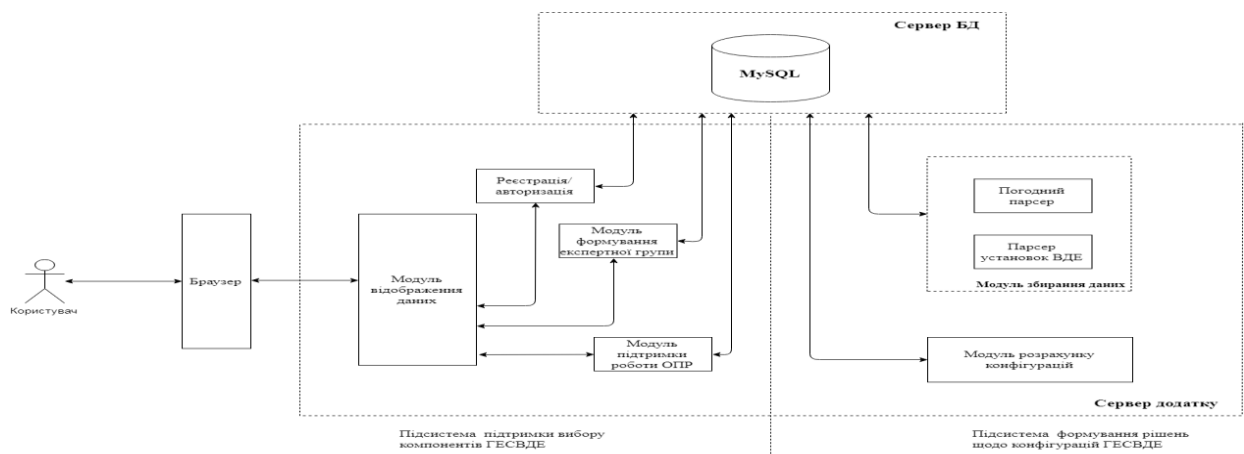 Сервер БД
MySQL
Реєстрація/
авторизація
Погодний
парсер
Модуль
формування
експертної групи
Парсер
установок ВДЕ
Модуль збирання даних
Користувач
Браузер
Модуль
відображення
даних
Модуль
підтримки
роботи ОПР
Модуль розрахунку
конфігурацій
Сервер додатку
Підсистема підтримки вибору
компонентів ГЕСВДЕ
Підсистема формування рішень
щодо конфігурацій ГЕСВДЕ